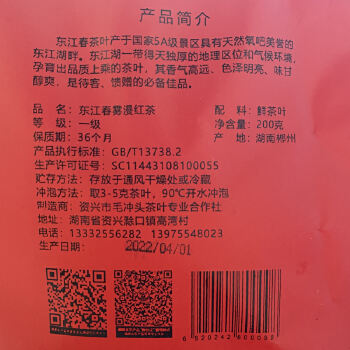 产品简介
东江春茶叶产于国家5A级景区具有天然氧吧美誉的
东江湖畔。东江湖一带得天独厚的地理区位和气候环境,
孕育出品质上乘的茶叶,其香气高远、色泽明亮、味甘
醇爽,是待客、馈赠的必备佳品。
品名:东江春雾漫红茶 配料:鲜茶叶
等级:一级 净含量:200克
保质期:36个月 产地:湖南郴州
产品执行标准:GB/T13738.2
生产许可证号:SC11443108100055
贮存方法:存放于通风干燥处或冷藏
冲泡方法:取3-5克茶叶,90℃开水冲泡
制造商:资兴市毛冲头茶叶专业合作社
地址:湖南省资兴滁口镇高湾村
电话:13332556282 13975548023
生产日期:2022/04/01